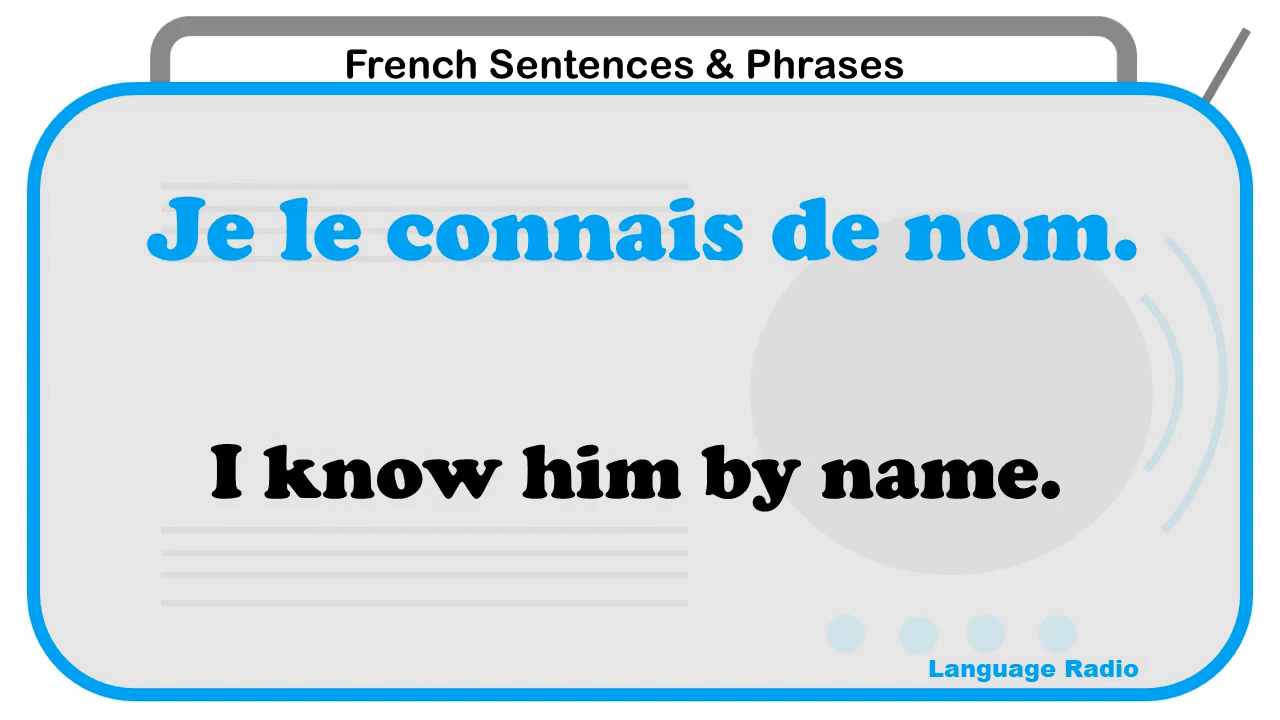 French Sentences & Phrases
Je le connais de nom.
I know him by name.
Language Radio